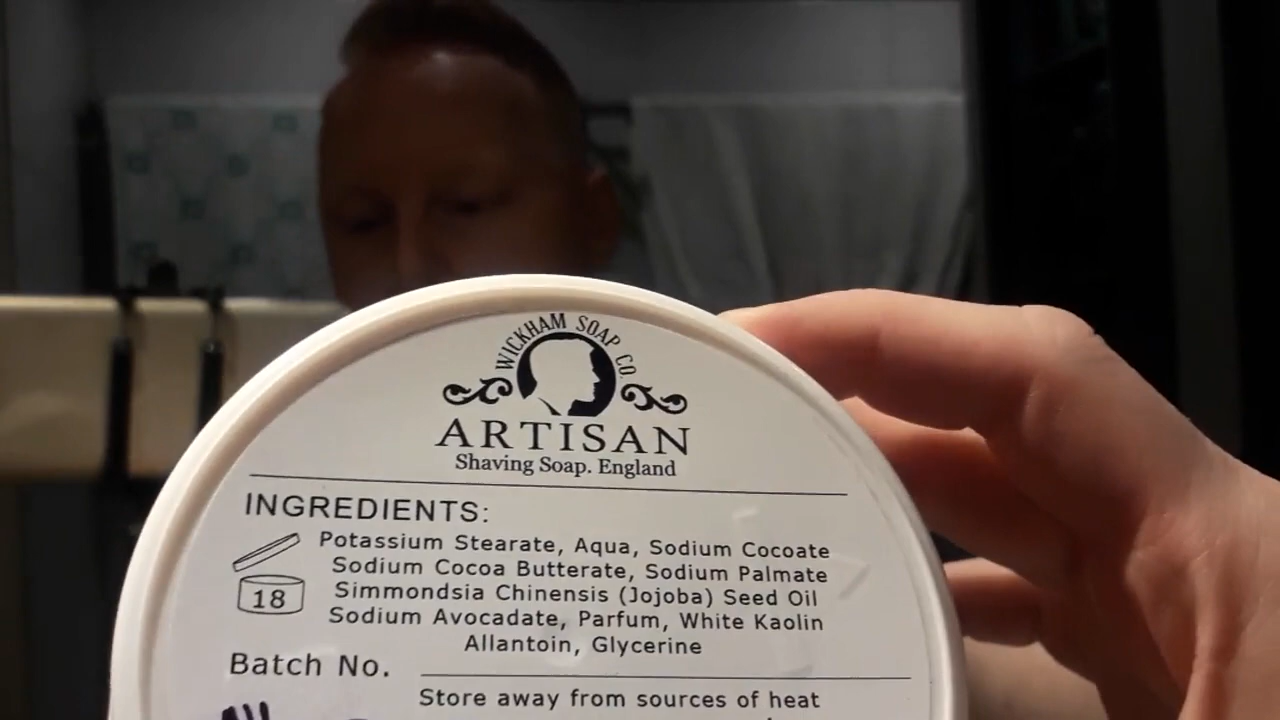 WICKHAM SOAP CO.
ARTISAN
Shaving Soap. England
INGREDIENTS:
Potassium Stearate, Aqua, Sodium Cocoate
Sodium Cocoa Butterate, Sodium Palmate
Simmondsia Chinensis (Jojoba) Seed Oil
18
Sodium Avocadate, Parfum, White Kaolin
Allantoin, Glycerine
Batch No.
Store away from sources of heat